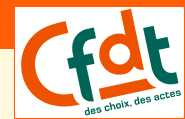 Cfdt
des choix, des actes